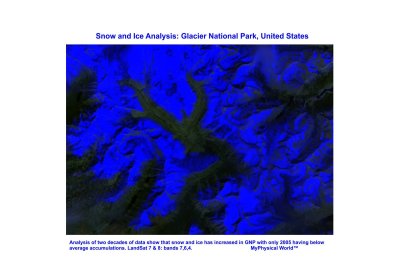 Snow and Ice Analysis: Glacier National Park, United States
Analysis of two decades of data show that snow and ice has increased in GNP with only 2005 having below
average accumulations. LandSat 7 & 8: bands 7,6,4. MyPhysical World™